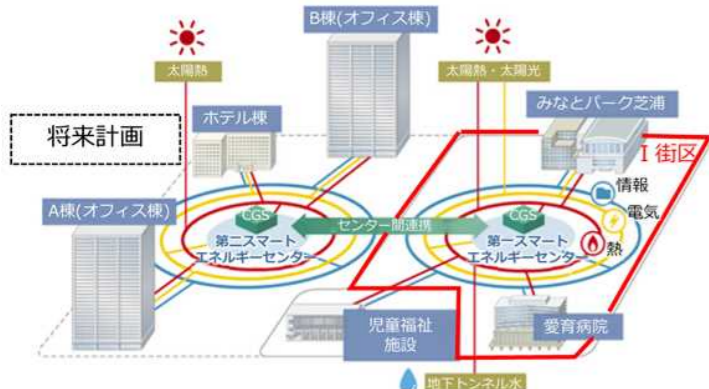 B棟(オフィス棟)
太陽熱
太陽熱・太陽光
将来計画
ホテル棟
みなとパーク芝浦
Ⅰ街区
情報
電気
熱
A棟(オフィス棟)
CGS
第二スマート
エネルギーセンター
センター間連携
CGS
第一スマート
エネルギーセンター
児童福祉
施設
愛育病院
地下トンネル水